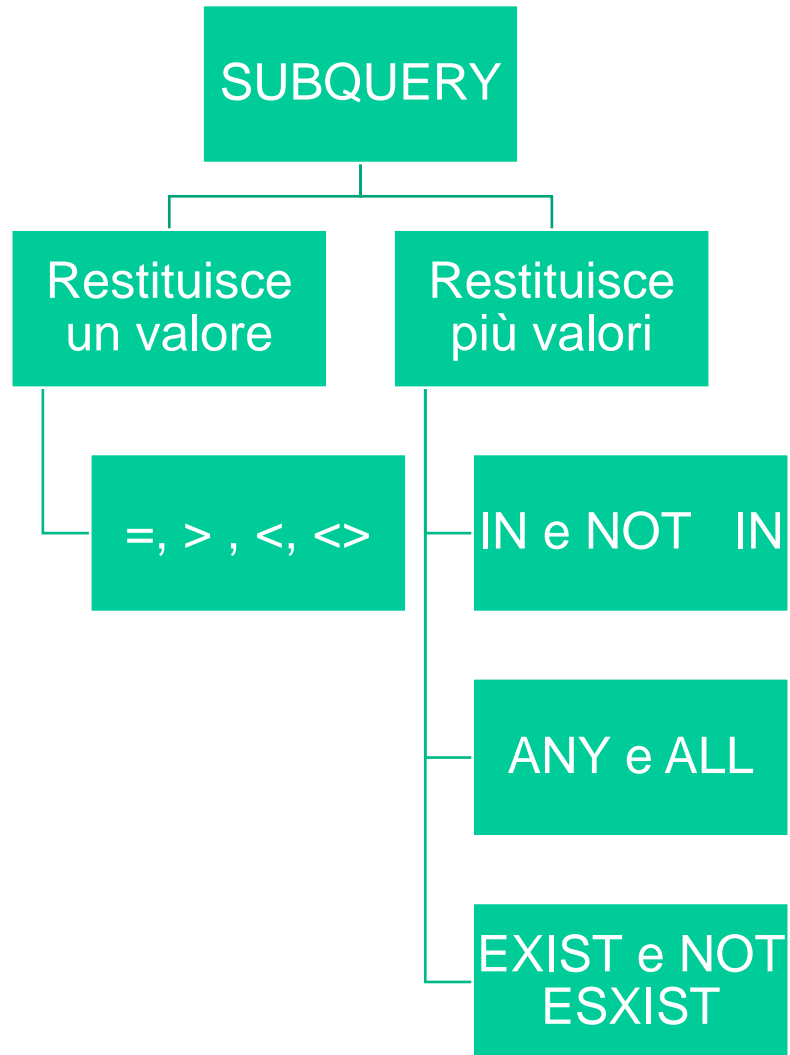 SUBQUERY
Restituisce
un valore
Restituisce
più valori
=, > , <, <>
IN e NOT   IN
ANY e ALL
EXIST e NOT
ESXIST